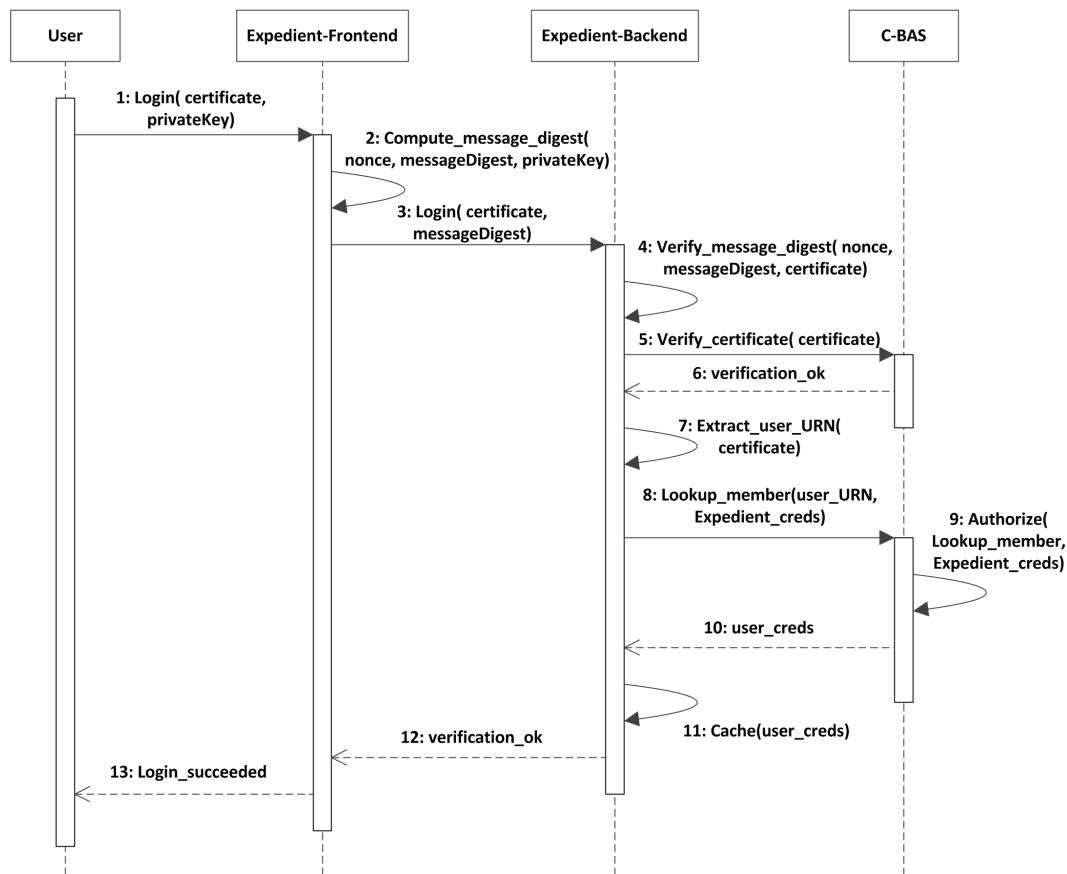 User
Expedient-Frontend
Expedient-Backend
C-BAS
1: Login( certificate,
privateKey)
2: Compute_message_digest(
nonce, messageDigest, privateKey)
3: Login( certificate,
messageDigest)
4: Verify_message_digest( nonce,
messageDigest, certificate)
5: Verify_certificate( certificate)
6: verification_ok
7: Extract_user_URN(
certificate)
8: Lookup_member(user_URN,
Expedient_creds)
9: Authorize(
Lookup_member,
Expedient_creds)
10: user_creds
11: Cache(user_creds)
12: verification_ok
13: Login_succeeded